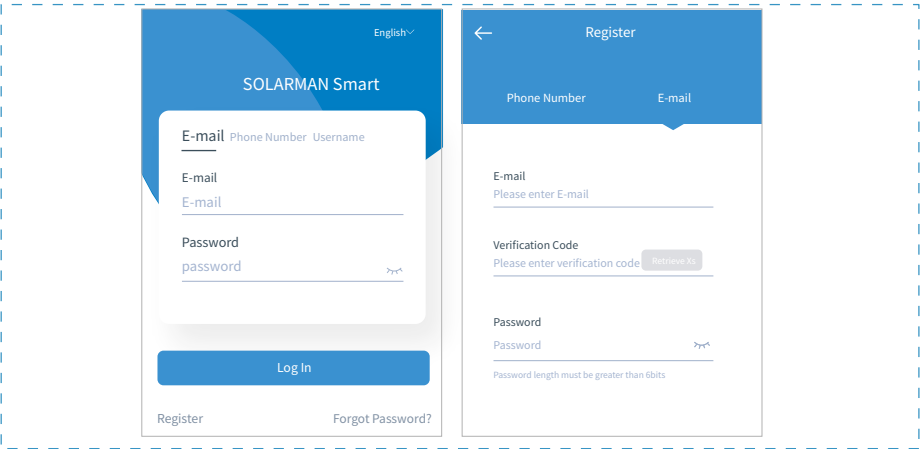 English
SOLARMAN Smart
E-mail Phone Number Username
E-mail
E-mail
Password
password
Log In
Register Forgot Password?
Register
Phone Number E-mail
E-mail
Please enter E-mail
Verification Code
Please enter verification code Retrieve Xs
Password
Password
Password length must be greater than 6bits